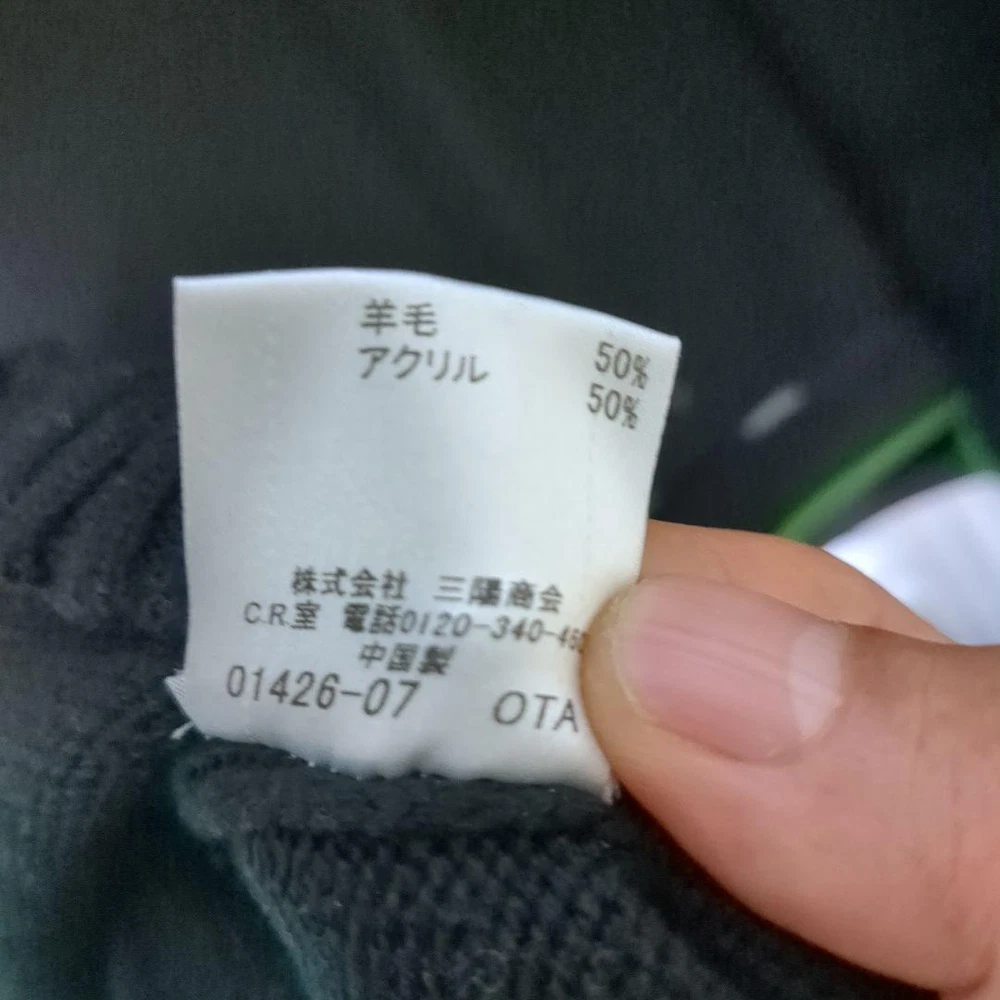 羊毛 50%
アクリル 50%
株式会社 三陽商会
C.R.室 電話0120-340-460
中国製
01426-07 OTA